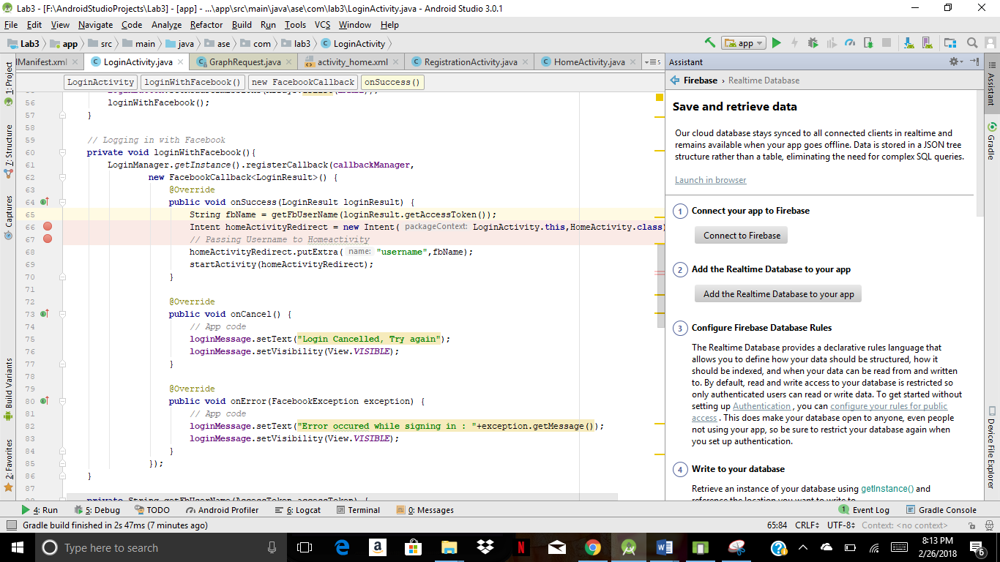 Lab3 - [F:\AndroidStudioProjects\Lab3] - [app] - ...\app\src\main\java\ase\com\lab3\LoginActivity.java - Android Studio 3.0.1
File Edit View Navigate Code Analyze Refactor Build Run Tools VCS Window Help
Lab3 app src main java ase com lab3 LoginActivity
app
Manifest.xml LoginActivity.java GraphRequest.java activity_home.xml RegistrationActivity.java HomeActivity.java
5
LoginActivity loginWithFacebook() new FacebookCallback onSuccess()
56 loginWithFacebook();
57 }
58
59 // Logging in with Facebook
60 private void loginWithFacebook(){
61 LoginManager.getInstance().registerCallback(callbackManager,
62 new FacebookCallback<LoginResult>() {
63 @Override
64 public void onSuccess(LoginResult loginResult) {
65 String fbName = getFbUserName(loginResult.getAccessToken());
66 Intent homeActivityRedirect = new Intent( packageContext: LoginActivity.this,HomeActivity.class)
67 // Passing Username to Homeactivity
68 homeActivityRedirect.putExtra( name: "username",fbName);
69 startActivity(homeActivityRedirect);
70 }
71
72 @Override
73 public void onCancel() {
74 // App code
75 loginMessage.setText("Login Cancelled, Try again");
76 loginMessage.setVisibility(View.VISIBLE);
77 }
78
79 @Override
80 public void onError(FacebookException exception) {
81 // App code
82 loginMessage.setText("Error occured while signing in : "+exception.getMessage());
83 loginMessage.setVisibility(View.VISIBLE);
84 }
85 });
86 }
87
private String getFbUserName(AccessToken accessToken) {
1: Project
7: Structure
Captures
Build Variants
2: Favorites
Assistant
Firebase › Realtime Database
Save and retrieve data
Our cloud database stays synced to all connected clients in realtime and
remains available when your app goes offline. Data is stored in a JSON tree
structure rather than a table, eliminating the need for complex SQL queries.
Launch in browser
1 Connect your app to Firebase
Connect to Firebase
2 Add the Realtime Database to your app
Add the Realtime Database to your app
3 Configure Firebase Database Rules
The Realtime Database provides a declarative rules language that
allows you to define how your data should be structured, how it
should be indexed, and when your data can be read from and written
to. By default, read and write access to your database is restricted so
only authenticated users can read or write data. To get started without
setting up Authentication , you can configure your rules for public
access . This does make your database open to anyone, even people
not using your app, so be sure to restrict your database again when
you set up authentication.
4 Write to your database
Retrieve an instance of your database using getInstance() and
reference the location you want to write to.
Assistant
Gradle
Device File Explorer
4: Run 5: Debug TODO Android Profiler 6: Logcat Terminal 0: Messages 1 Event Log Gradle Console
Gradle build finished in 2s 47ms (7 minutes ago) 65:84 CRLF UTF-8 Context: <no context>
Type here to search
8:13 PM
2/26/2018
6